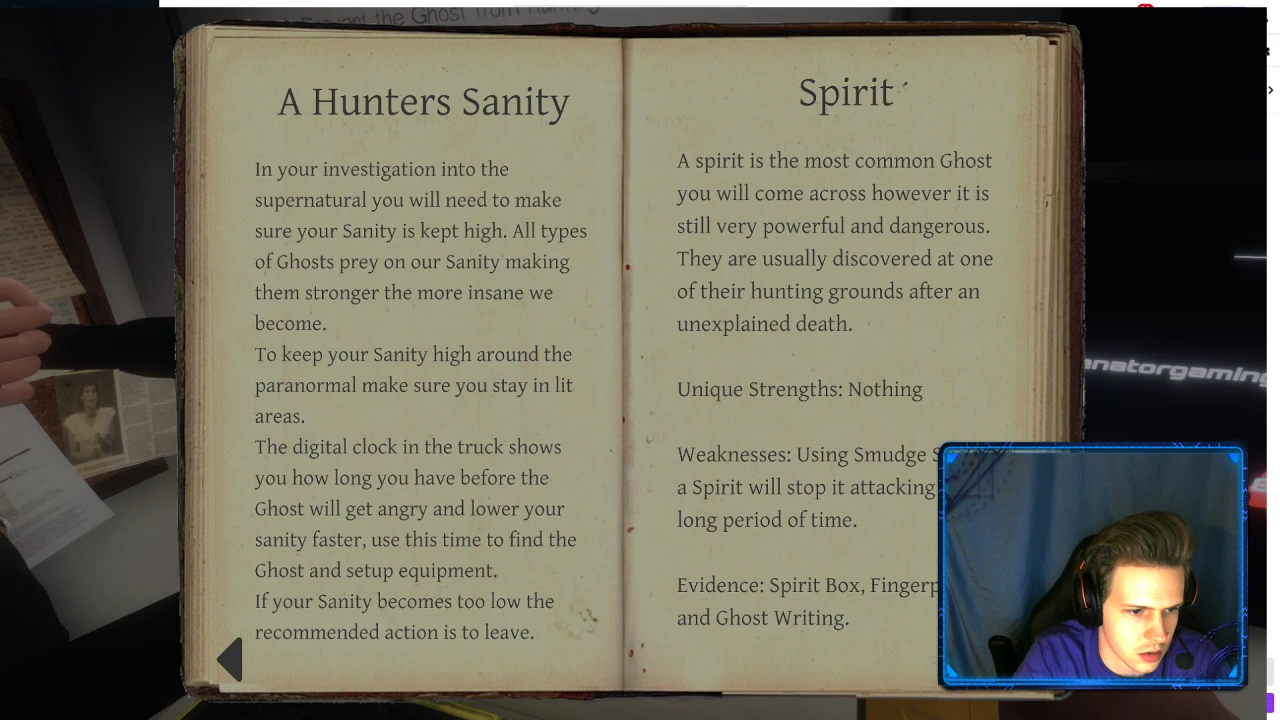 Prevent the Ghost from
A Hunters Sanity
In your investigation into the
supernatural you will need to make
sure your Sanity is kept high. All types
of Ghosts prey on our Sanity making
them stronger the more insane we
become.
To keep your Sanity high around the
paranormal make sure you stay in lit
areas.
The digital clock in the truck shows
you how long you have before the
Ghost will get angry and lower your
sanity faster, use this time to find the
Ghost and setup equipment.
If your Sanity becomes too low the
recommended action is to leave.
Spirit
A spirit is the most common Ghost
you will come across however it is
still very powerful and dangerous.
They are usually discovered at one
of their hunting grounds after an
unexplained death.
Unique Strengths: Nothing
Weaknesses: Using Smudge S
a Spirit will stop it attacking
long period of time.
Evidence: Spirit Box, Fingerp
and Ghost Writing.
anatorgaming